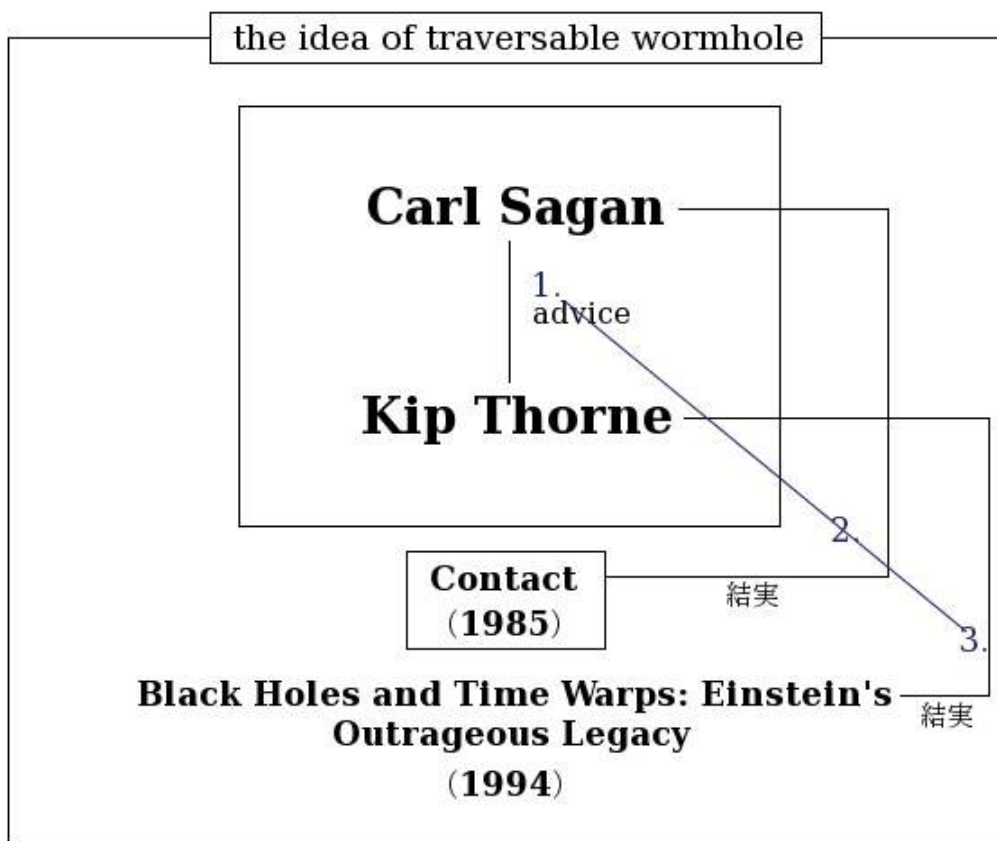 the idea of traversable wormhole
Carl Sagan
1.
advice
Kip Thorne
2.
Contact
（1985）
結実
3.
Black Holes and Time Warps: Einstein's
Outrageous Legacy
結実
（1994）